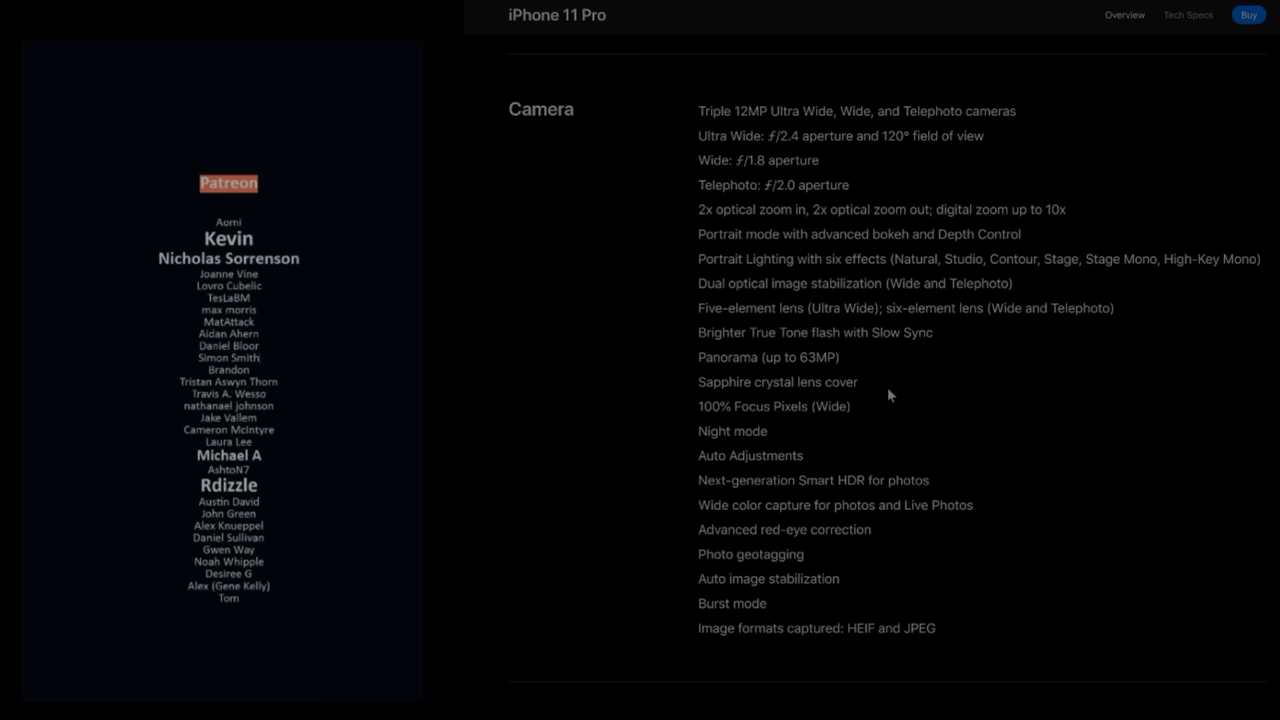 iPhone 11 Pro
Overview
Tech Specs
Buy
Patreon
Aomi
Kevin
Nicholas Sorrenson
Joanne Vine
Lovro Cubelic
TesLaBM
max morris
MatAttack
Aidan Ahern
Daniel Bloor
Simon Smith
Brandon
Tristan Aswyn Thorn
Travis A. Wesso
nathanael johnson
Jake Vallem
Cameron McIntyre
Laura Lee
Michael A
AshtoN7
Rdizzle
Austin David
John Green
Alex Knueppel
Daniel Sullivan
Gwen Way
Noah Whipple
Desiree G
Alex (Gene Kelly)
Tom
Camera
Triple 12MP Ultra Wide, Wide, and Telephoto cameras
Ultra Wide: ƒ/2.4 aperture and 120° field of view
Wide: ƒ/1.8 aperture
Telephoto: ƒ/2.0 aperture
2x optical zoom in, 2x optical zoom out; digital zoom up to 10x
Portrait mode with advanced bokeh and Depth Control
Portrait Lighting with six effects (Natural, Studio, Contour, Stage, Stage Mono, High-Key Mono)
Dual optical image stabilization (Wide and Telephoto)
Five-element lens (Ultra Wide); six-element lens (Wide and Telephoto)
Brighter True Tone flash with Slow Sync
Panorama (up to 63MP)
Sapphire crystal lens cover
100% Focus Pixels (Wide)
Night mode
Auto Adjustments
Next-generation Smart HDR for photos
Wide color capture for photos and Live Photos
Advanced red-eye correction
Photo geotagging
Auto image stabilization
Burst mode
Image formats captured: HEIF and JPEG